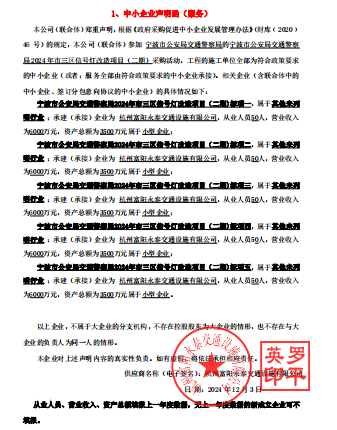 1、中小企业声明函（服务）
本公司（联合体）郑重声明，根据《政府采购促进中小企业发展管理办法》（财库﹝2020﹞
46 号）的规定，本公司（联合体）参加 宁波市公安局交通警察局的宁波市公安局交通警察
局2024年市三区信号灯改造项目（二期）采购活动，工程的施工单位全部为符合政策要求
的中小企业（或者：服务全部由符合政策要求的中小企业承接）。相关企业（含联合体中的
中小企业、签订分包意向协议的中小企业）的具体情况如下：
宁波市公安局交通警察局2024年市三区信号灯改造项目（二期）标项一，属于其他未列
明行业；承建（承接）企业为 杭州富阳永泰交通设施有限公司，从业人员50人，营业收入
为6000万元，资产总额为3500万元属于小型企业；
宁波市公安局交通警察局2024年市三区信号灯改造项目（二期）标项二，属于其他未列
明行业；承建（承接）企业为 杭州富阳永泰交通设施有限公司，从业人员50人，营业收入
为6000万元，资产总额为3500万元属于小型企业；
宁波市公安局交通警察局2024年市三区信号灯改造项目（二期）标项三，属于其他未列
明行业；承建（承接）企业为 杭州富阳永泰交通设施有限公司，从业人员50人，营业收入
为6000万元，资产总额为3500万元属于小型企业；
宁波市公安局交通警察局2024年市三区信号灯改造项目（二期）标项四，属于其他未列
明行业；承建（承接）企业为 杭州富阳永泰交通设施有限公司，从业人员50人，营业收入
为6000万元，资产总额为3500万元属于小型企业；
宁波市公安局交通警察局2024年市三区信号灯改造项目（二期）标项五，属于其他未列
明行业；承建（承接）企业为 杭州富阳永泰交通设施有限公司，从业人员50人，营业收入
为6000万元，资产总额为3500万元属于小型企业。
以上企业，不属于大企业的分支机构，不存在控股股东为大企业的情形，也不存在与大
企业的负责人为同一人的情形。
本企业对上述声明内容的真实性负责。如有虚假，将依法承担相应责任。
供应商名称（电子签名）：杭州富阳永泰交通设施有限公司
日期：2024年12月3日
从业人员、营业收入、资产总额填报上一年度数据，无上一年度数据的新成立企业可不
填报。
罗英印平